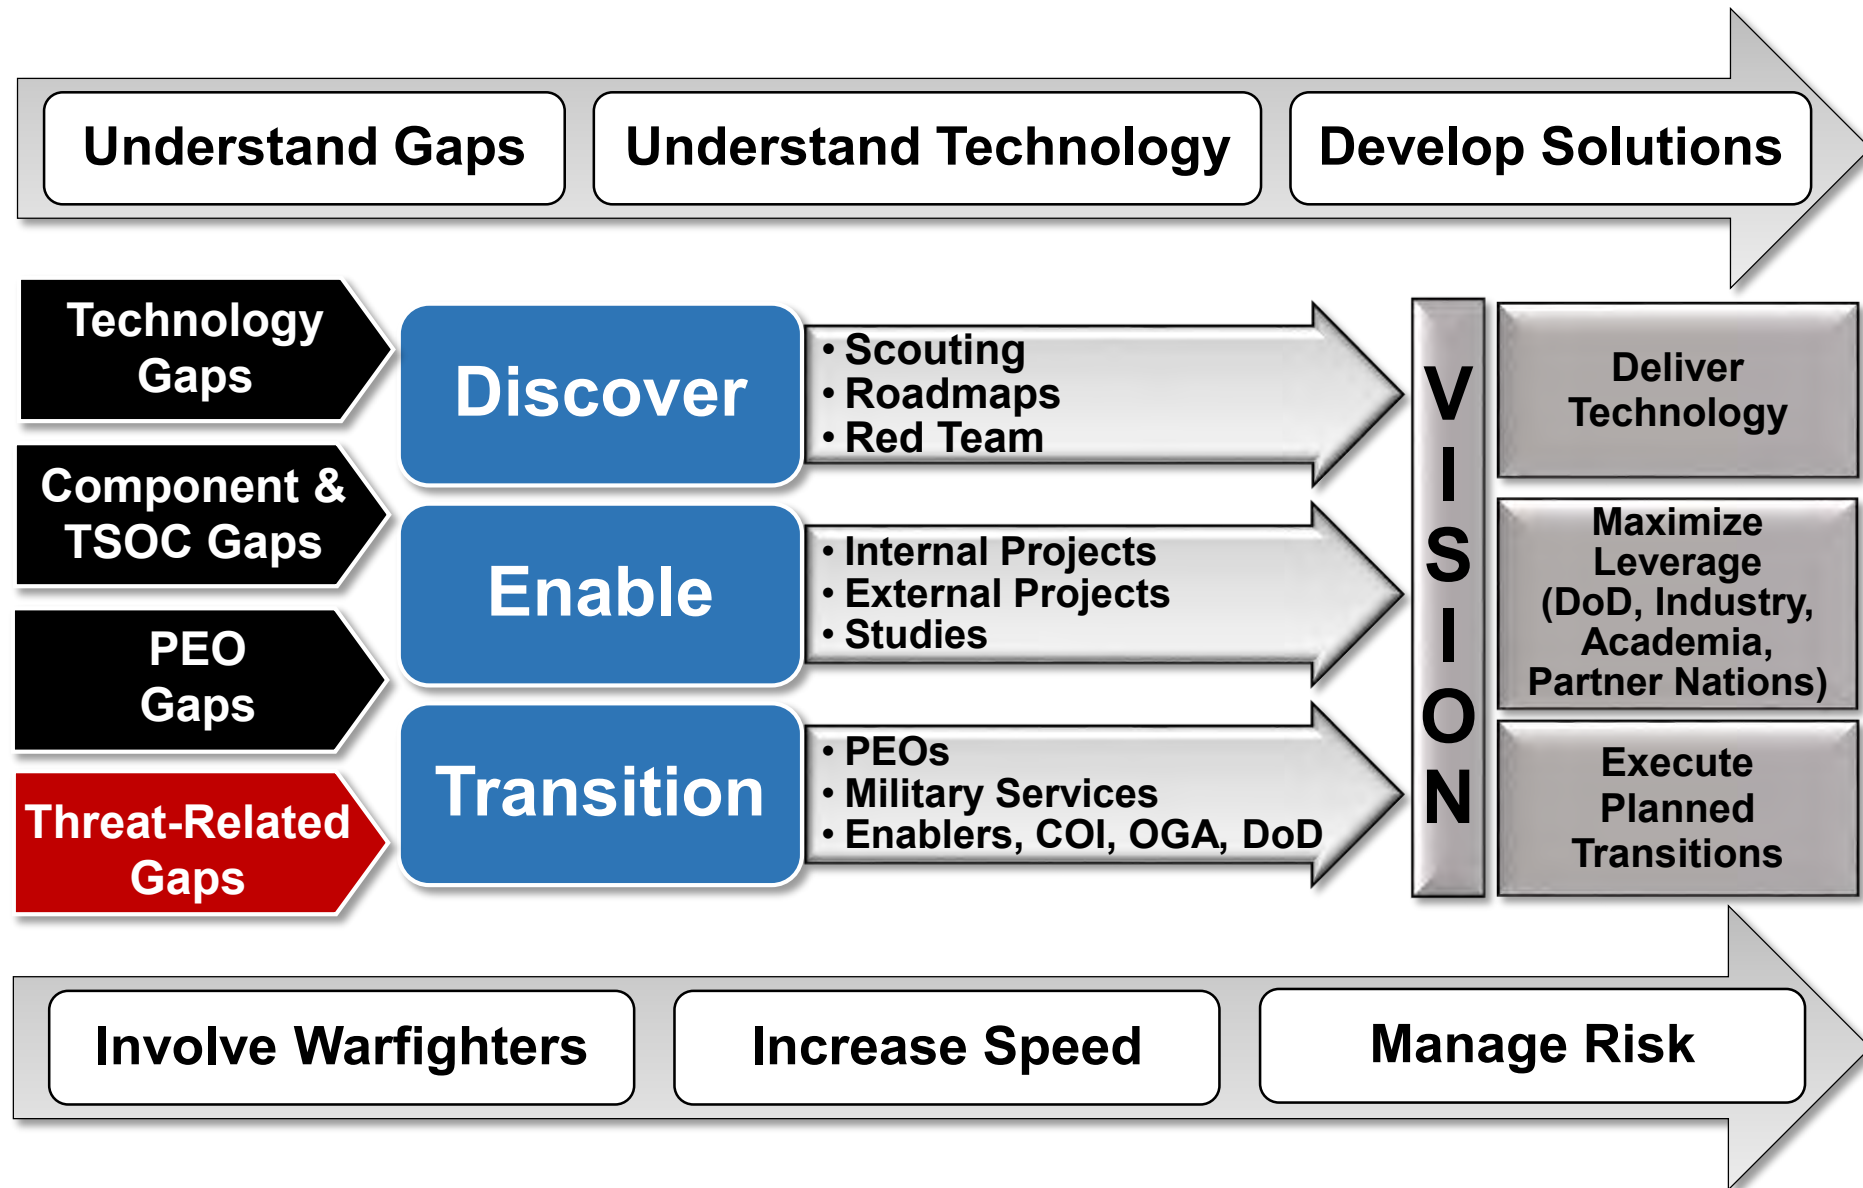 Understand Gaps
Understand Technology
Develop Solutions
Technology
Gaps
Component &
TSOC Gaps
PEO
Gaps
Threat-Related
Gaps
Discover
• Scouting
• Roadmaps
• Red Team
Enable
• Internal Projects
• External Projects
• Studies
Transition
• PEOs
• Military Services
• Enablers, COI, OGA, DoD
V
I
S
I
O
N
Deliver
Technology
Maximize
Leverage
(DoD, Industry,
Academia,
Partner Nations)
Execute
Planned
Transitions
Involve Warfighters
Increase Speed
Manage Risk